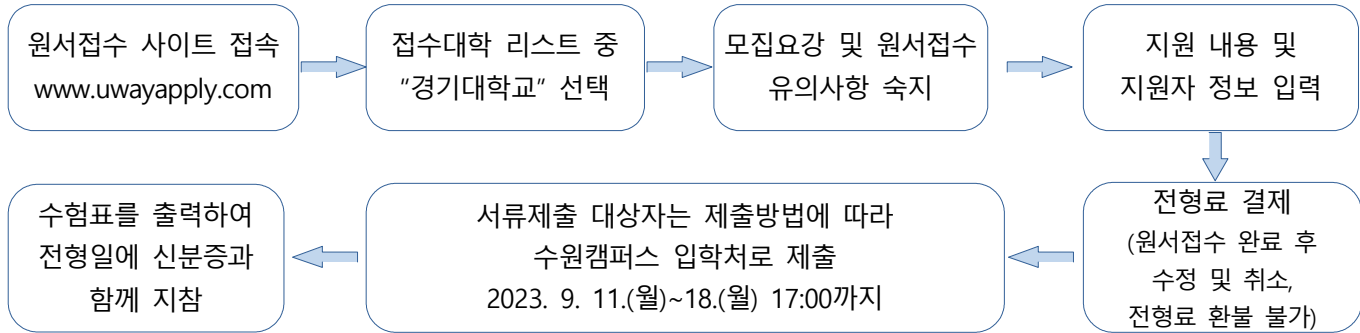 원서접수 사이트 접속
www.uwayapply.com
접수대학 리스트 중
“경기대학교” 선택
모집요강 및 원서접수
유의사항 숙지
지원 내용 및
지원자 정보 입력
전형료 결제
(원서접수 완료 후
수정 및 취소,
전형료 환불 불가)
서류제출 대상자는 제출방법에 따라
수원캠퍼스 입학처로 제출
2023. 9. 11.(월)~18.(월) 17:00까지
수험표를 출력하여
전형일에 신분증과
함께 지참